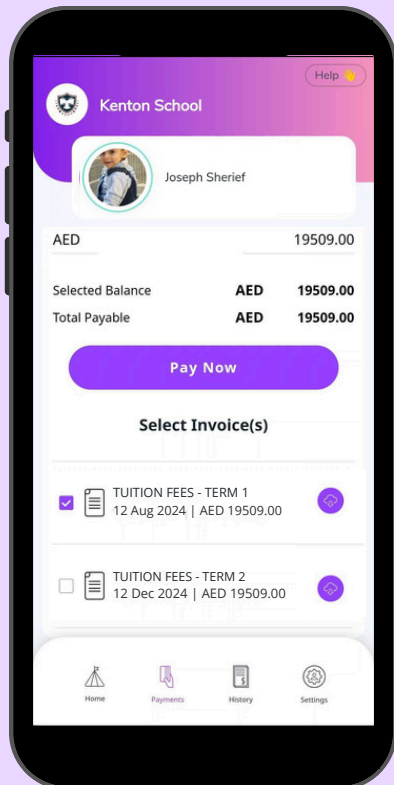 Help 👋
Kenton School
Joseph Sherief
AED 19509.00
Selected Balance AED 19509.00
Total Payable AED 19509.00
Pay Now
Select Invoice(s)
TUITION FEES - TERM 1
12 Aug 2024 | AED 19509.00
TUITION FEES - TERM 2
12 Dec 2024 | AED 19509.00
Home Payments History Settings